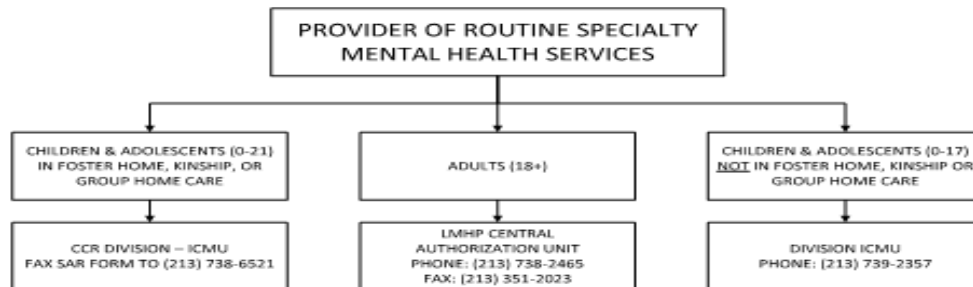 PROVIDER OF ROUTINE SPECIALTY
MENTAL HEALTH SERVICES
CHILDREN & ADOLESCENTS (0-21)
IN FOSTER HOME, KINSHIP, OR
GROUP HOME CARE
ADULTS (18+)
CHILDREN & ADOLESCENTS (0-17)
NOT IN FOSTER HOME, KINSHIP OR
GROUP HOME CARE
CCR DIVISION – ICMU
FAX SAR FORM TO (213) 738-6521
LMHP CENTRAL
AUTHORIZATION UNIT
PHONE: (213) 738-2465
FAX: (213) 351-2023
DIVISION ICMU
PHONE: (213) 739-2357